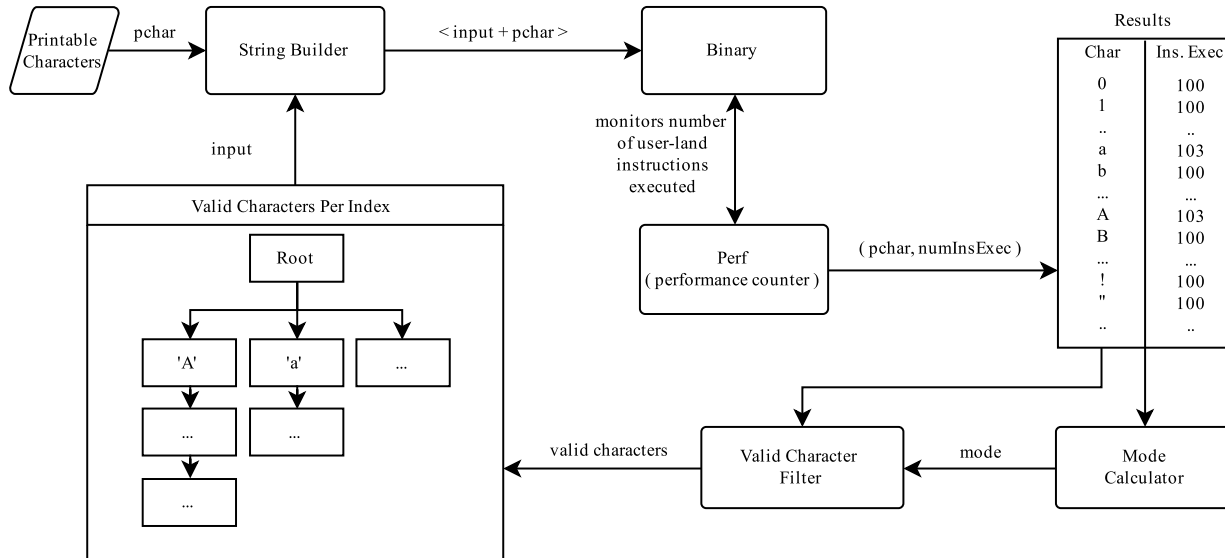 Printable
Characters
pchar
String Builder
< input + pchar >
Binary
input
monitors number
of user-land
instructions
executed
Perf
( performance counter )
( pchar, numInsExec )
Results
Char Ins. Exec
0 100
1 100
.. ..
a 103
b 100
... ...
A 103
B 100
... ...
! 100
" 100
.. ..
Valid Characters Per Index
Root
'A' 'a' ...
... ...
...
valid characters
Valid Character
Filter
mode
Mode
Calculator